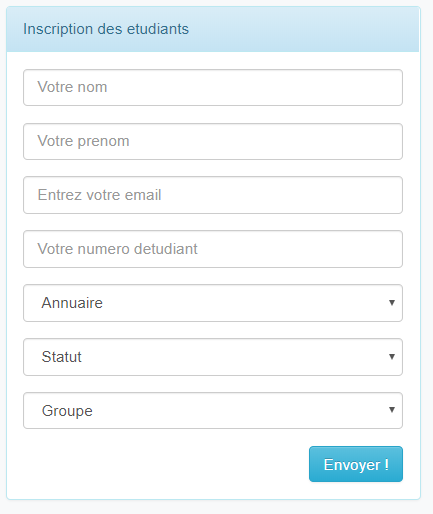 Inscription des etudiants
Votre nom
Votre prenom
Entrez votre email
Votre numero detudiant
Annuaire
Statut
Groupe
Envoyer !